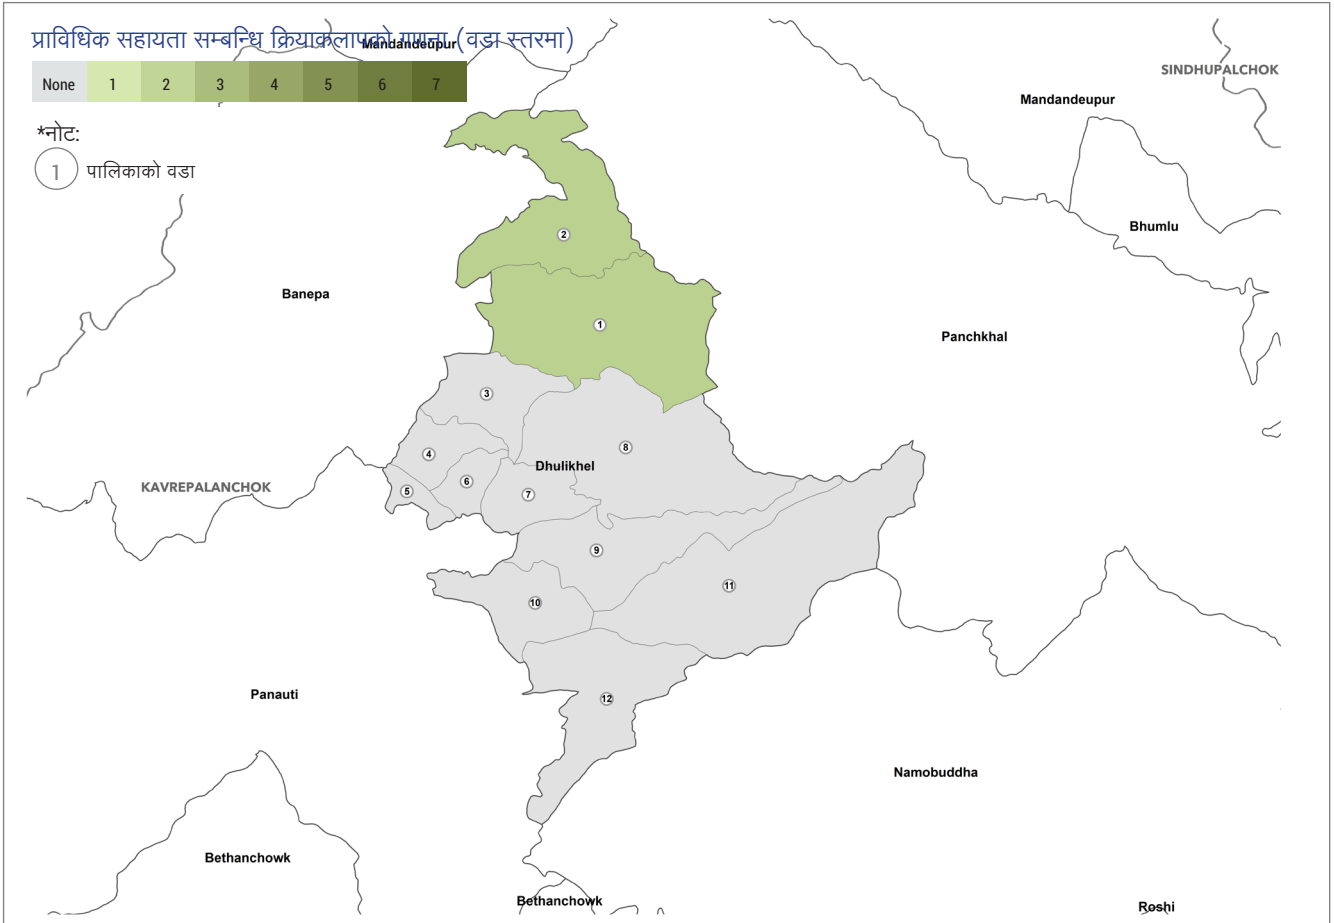 प्राविधिक सहायता सम्बन्धि क्रियाकलापको गणना (वडा स्तरमा)
Mandandeupur
None 1 2 3 4 5 6 7
SINDHUPALCHOK
Mandandeupur
*नोट:
1 पालिकाको वडा
Bhumlu
2
Banepa
1
Panchkhal
3
8
4
Dhulikhel
6
5
7
KAVREPALANCHOK
9
11
10
Panauti
12
Namobuddha
Bethanchowk
Bethanchowk
Roshi